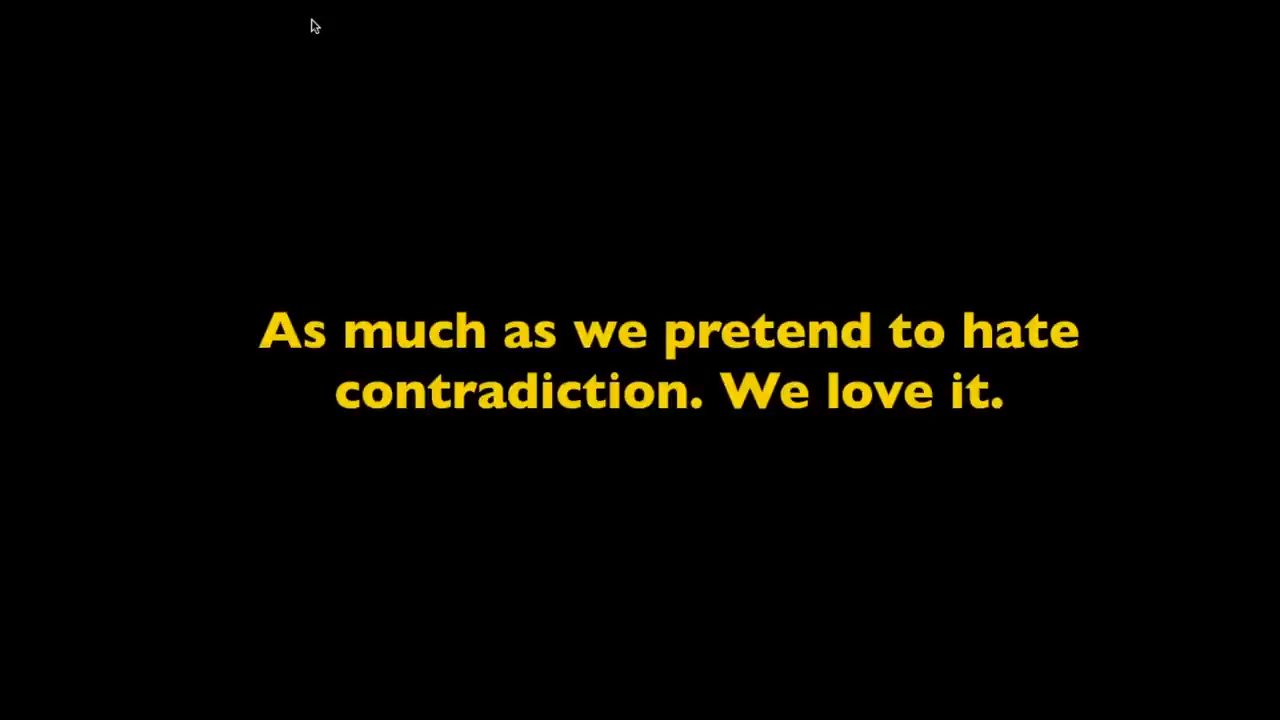 As much as we pretend to hate
contradiction. We love it.